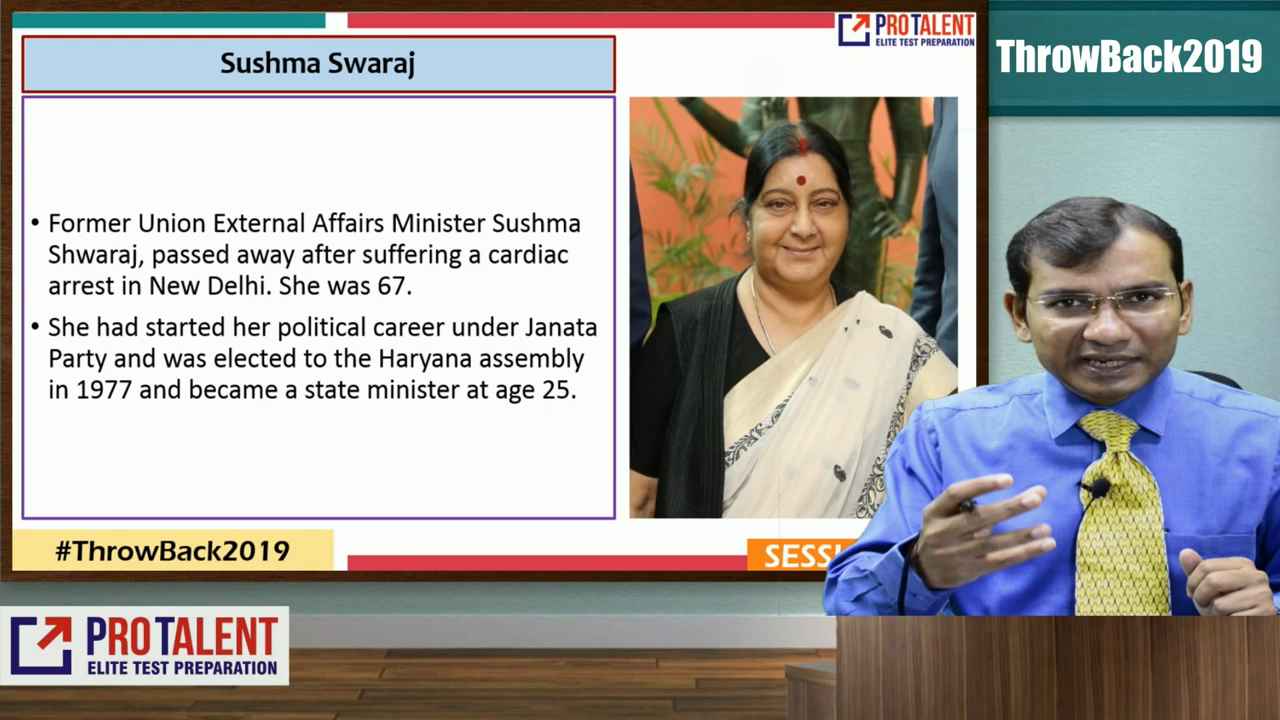 PROTALENT
ELITE TEST PREPARATION
ThrowBack2019
Sushma Swaraj
• Former Union External Affairs Minister Sushma
Shwaraj, passed away after suffering a cardiac
arrest in New Delhi. She was 67.
• She had started her political career under Janata
Party and was elected to the Haryana assembly
in 1977 and became a state minister at age 25.
#ThrowBack2019
PROTALENT
ELITE TEST PREPARATION